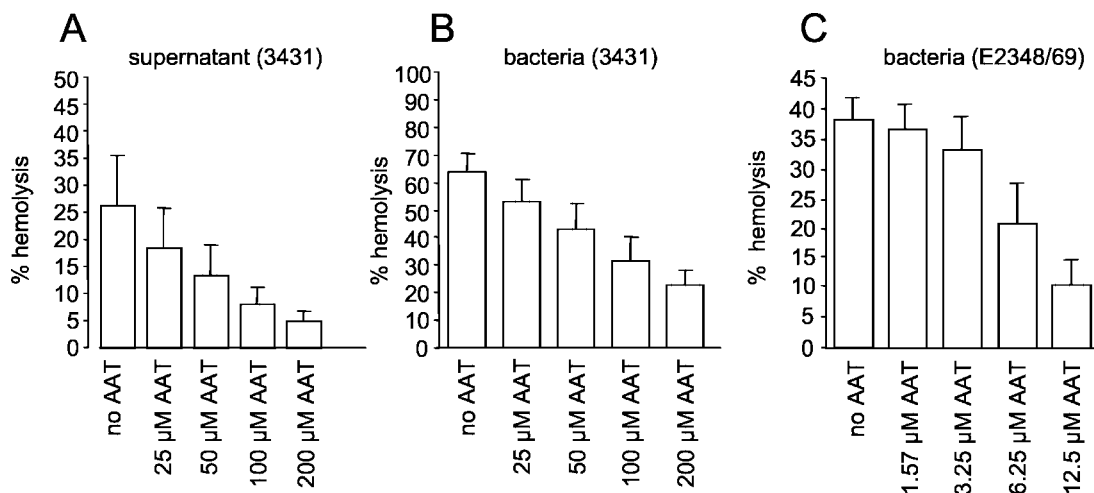 A
supernatant (3431)
% hemolysis
50
45
40
35
30
25
20
15
10
5
0
no AAT
25 µM AAT
50 µM AAT
100 µM AAT
200 µM AAT
B
bacteria (3431)
% hemolysis
100
90
80
70
60
50
40
30
20
10
0
no AAT
25 µM AAT
50 µM AAT
100 µM AAT
200 µM AAT
C
bacteria (E2348/69)
% hemolysis
45
40
35
30
25
20
15
10
5
0
no AAT
1.57 µM AAT
3.25 µM AAT
6.25 µM AAT
12.5 µM AAT